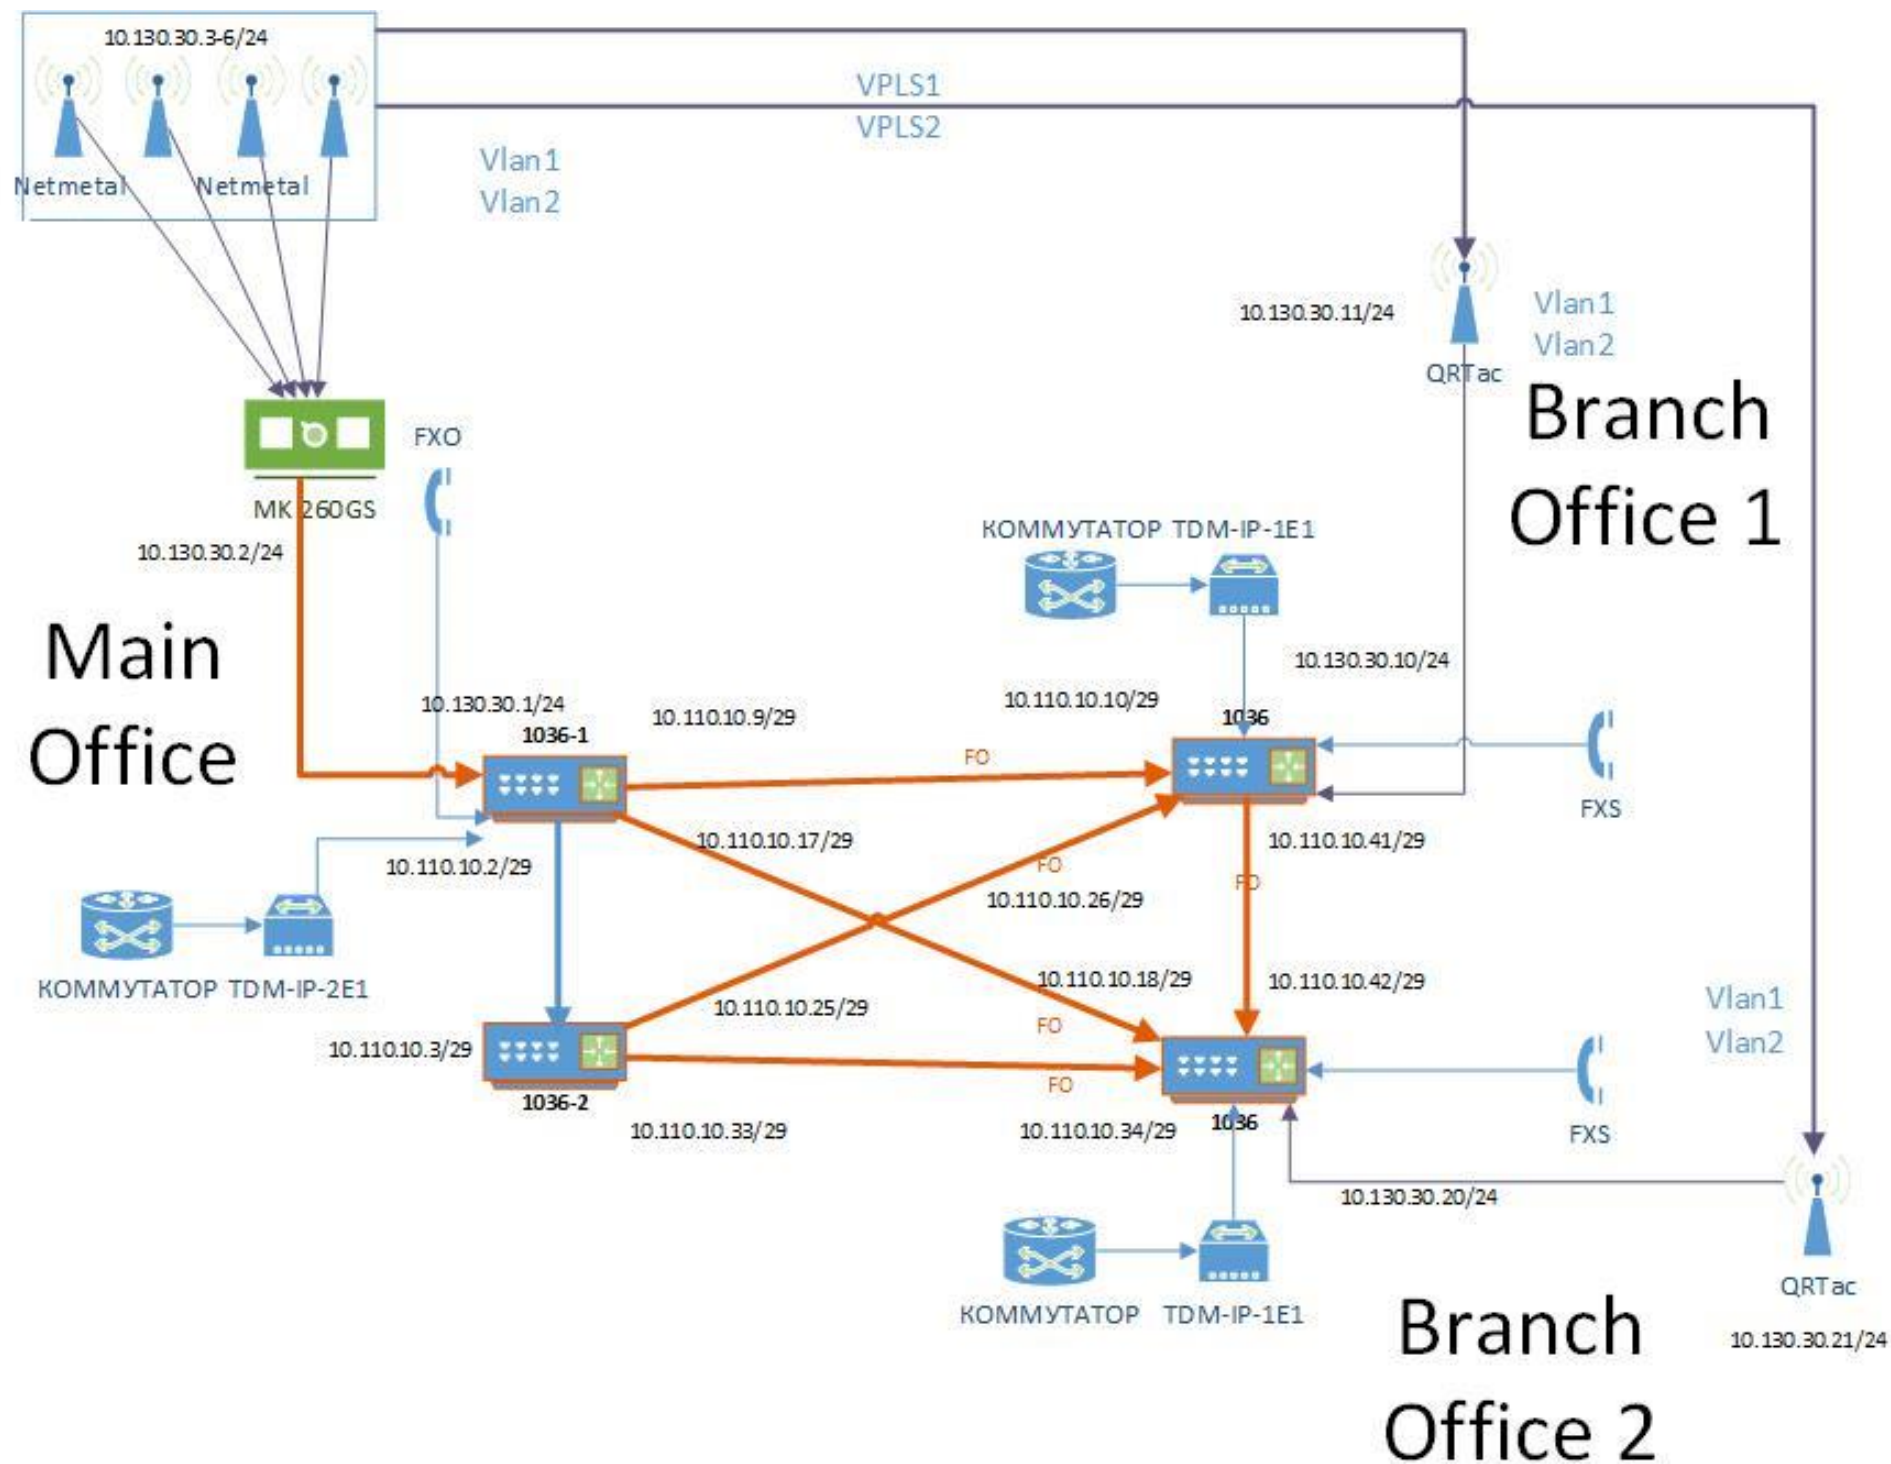 10.130.30.3-6/24
Netmetal
Netmetal
VPLS1
VPLS2
Vlan1
Vlan2
10.130.30.11/24
Vlan1
Vlan2
QRTac
Branch
Office 1
MK 260GS
FXO
10.130.30.2/24
КОММУТАТОР TDM-IP-1E1
Main
Office
10.130.30.1/24
1036-1
10.110.10.9/29
10.110.10.10/29
10.130.30.10/24
1036
FO
FXS
10.110.10.2/29
10.110.10.17/29
FO
10.110.10.26/29
10.110.10.41/29
FO
КОММУТАТОР TDM-IP-2E1
10.110.10.3/29
1036-2
10.110.10.25/29
10.110.10.18/29
FO
10.110.10.42/29
FO
10.110.10.33/29
10.110.10.34/29
1036
FXS
Vlan1
Vlan2
10.130.30.20/24
КОММУТАТОР TDM-IP-1E1
QRTac
10.130.30.21/24
Branch
Office 2